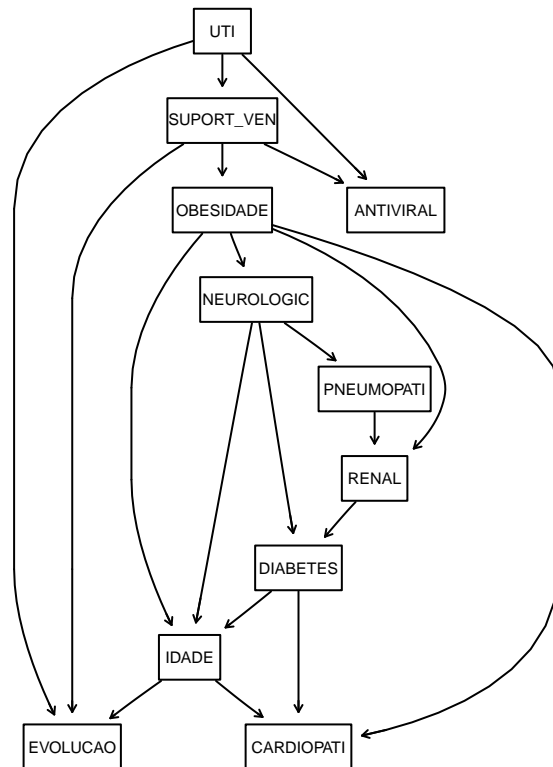 UTI
SUPORT_VEN
OBESIDADE
ANTIVIRAL
NEUROLOGIC
PNEUMOPATI
RENAL
DIABETES
IDADE
EVOLUCAO
CARDIOPATI